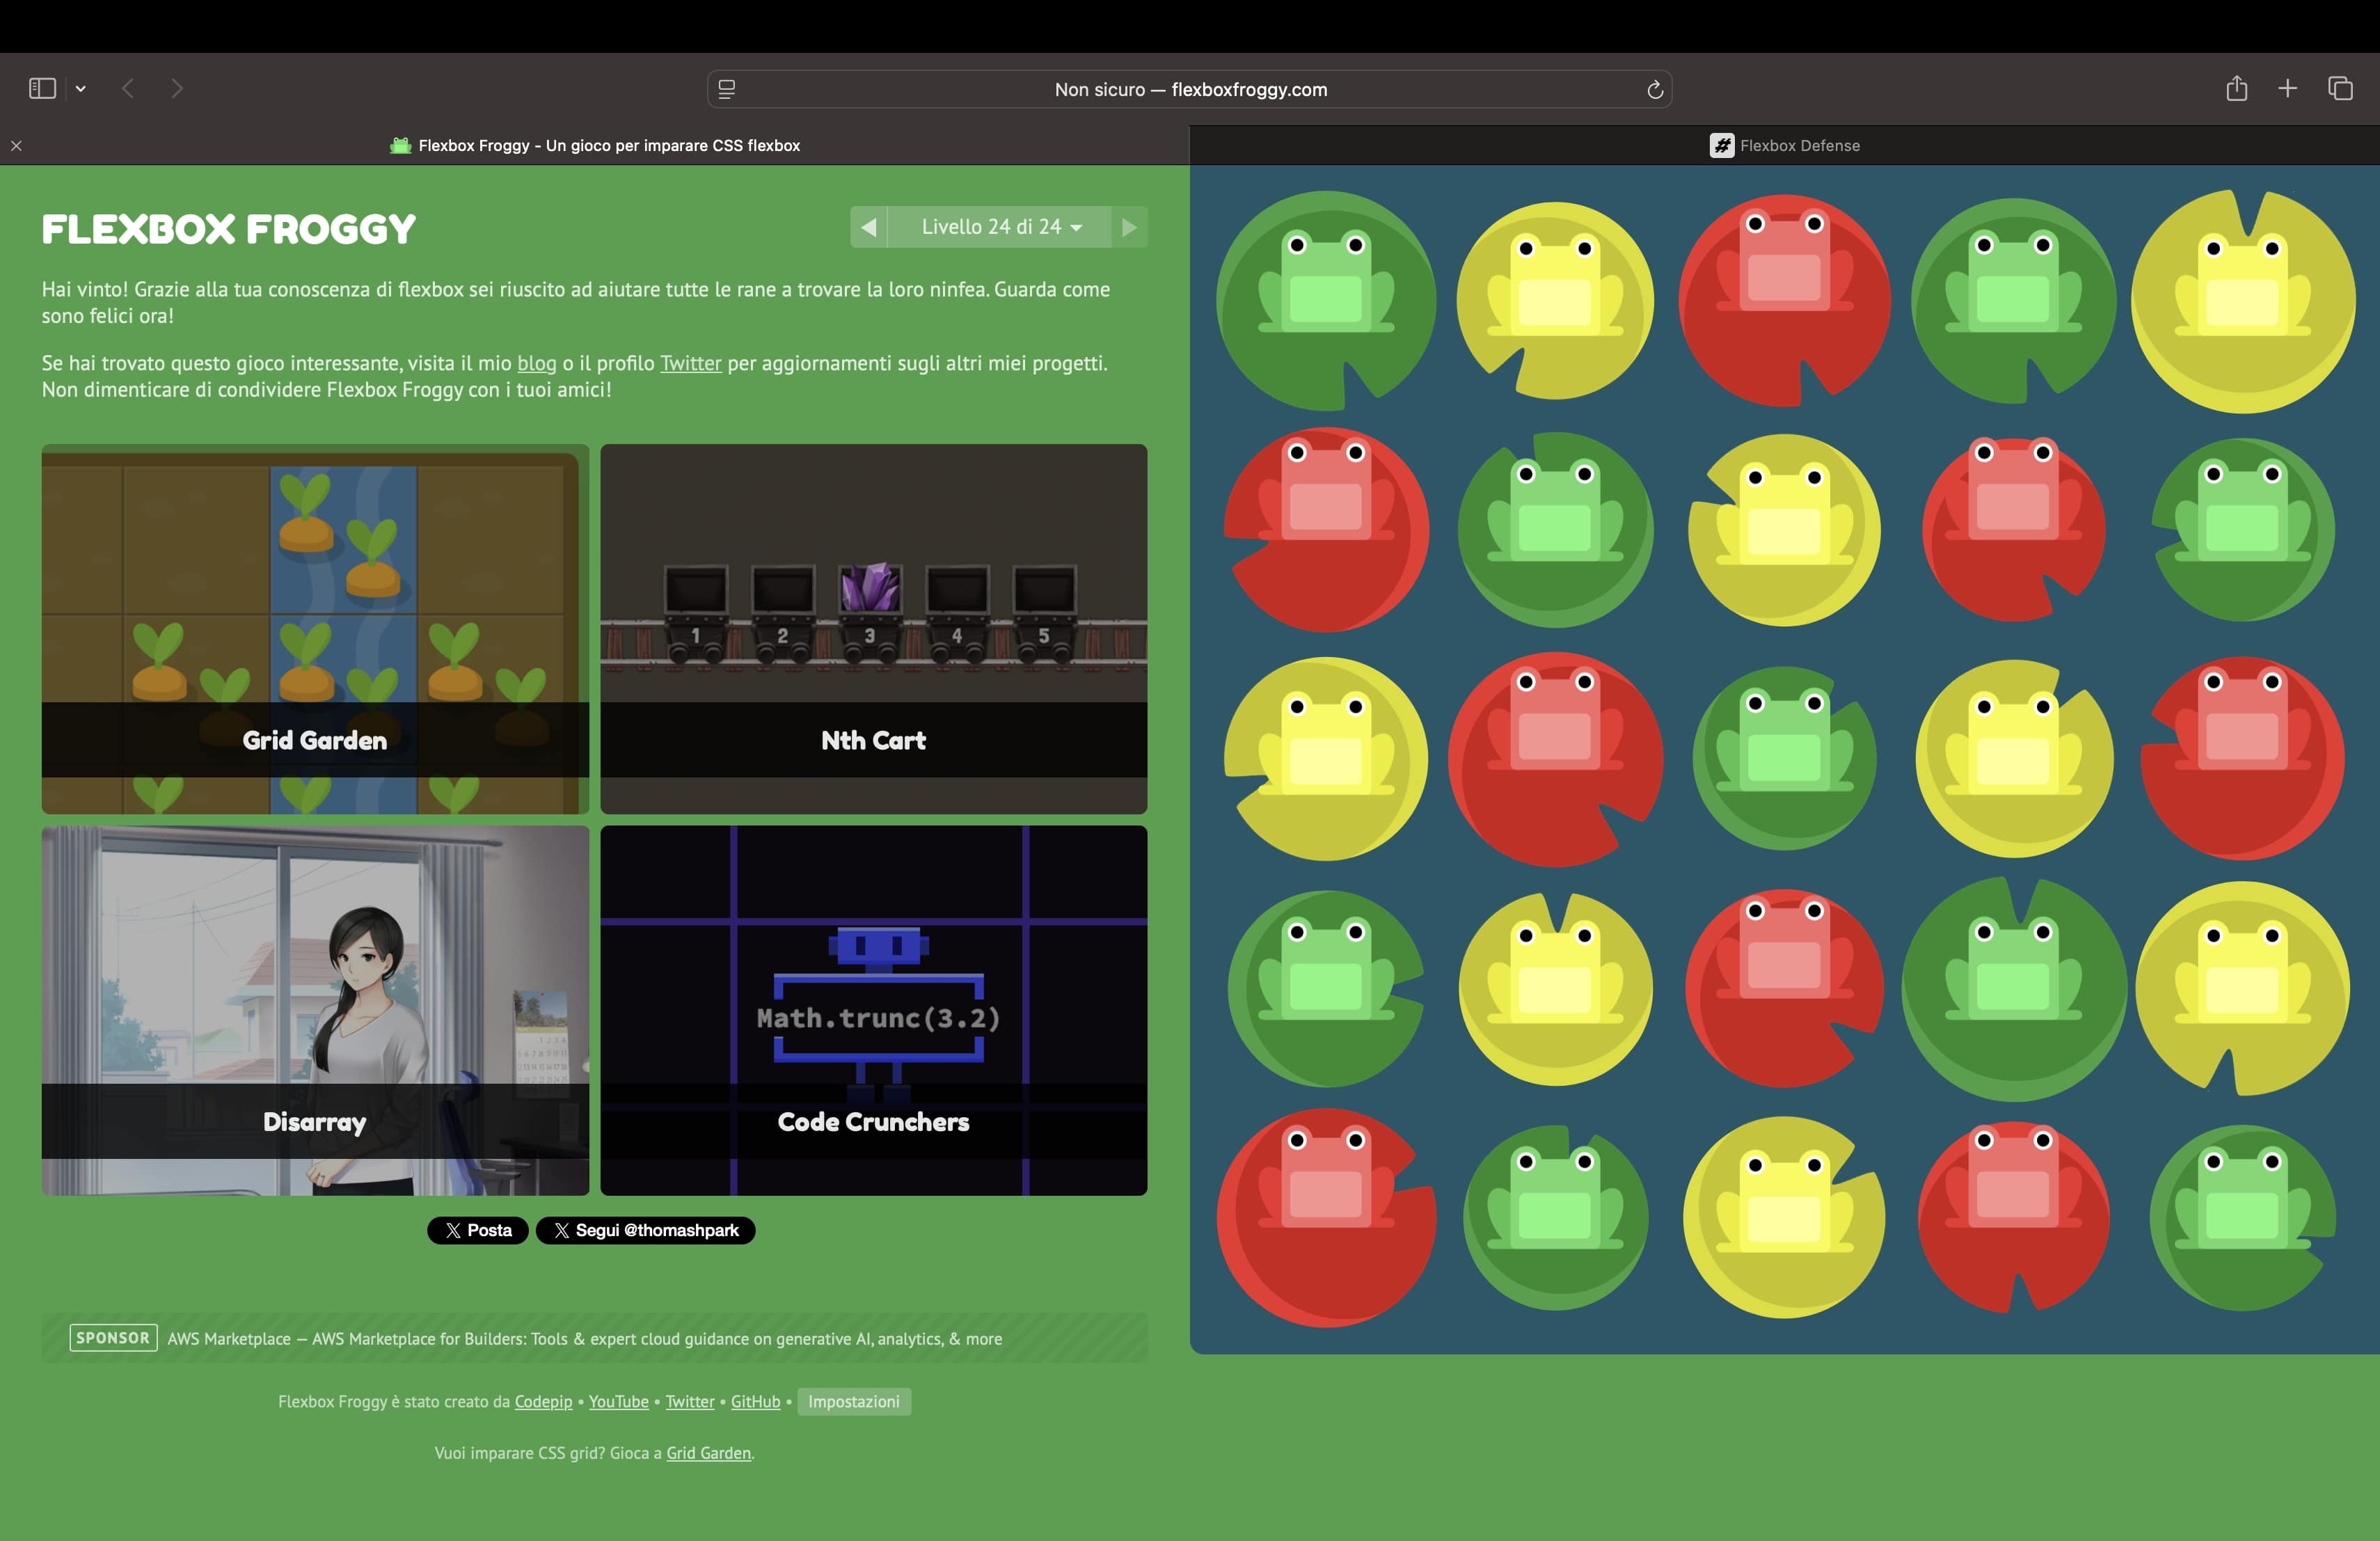 Non sicuro — flexboxfroggy.com
Flexbox Froggy - Un gioco per imparare CSS flexbox
Flexbox Defense
FLEXBOX FROGGY
Livello 24 di 24
Hai vinto! Grazie alla tua conoscenza di flexbox sei riuscito ad aiutare tutte le rane a trovare la loro ninfea. Guarda come
sono felici ora!
Se hai trovato questo gioco interessante, visita il mio blog o il profilo Twitter per aggiornamenti sugli altri miei progetti.
Non dimenticare di condividere Flexbox Froggy con i tuoi amici!
Grid Garden
1 2 3 4 5
Nth Cart
Disarray
Math.trunc(3.2)
Code Crunchers
Posta
Segui @thomashpark
SPONSOR AWS Marketplace — AWS Marketplace for Builders: Tools & expert cloud guidance on generative AI, analytics, & more
Flexbox Froggy è stato creato da Codepip • YouTube • Twitter • GitHub • Impostazioni
Vuoi imparare CSS grid? Gioca a Grid Garden.